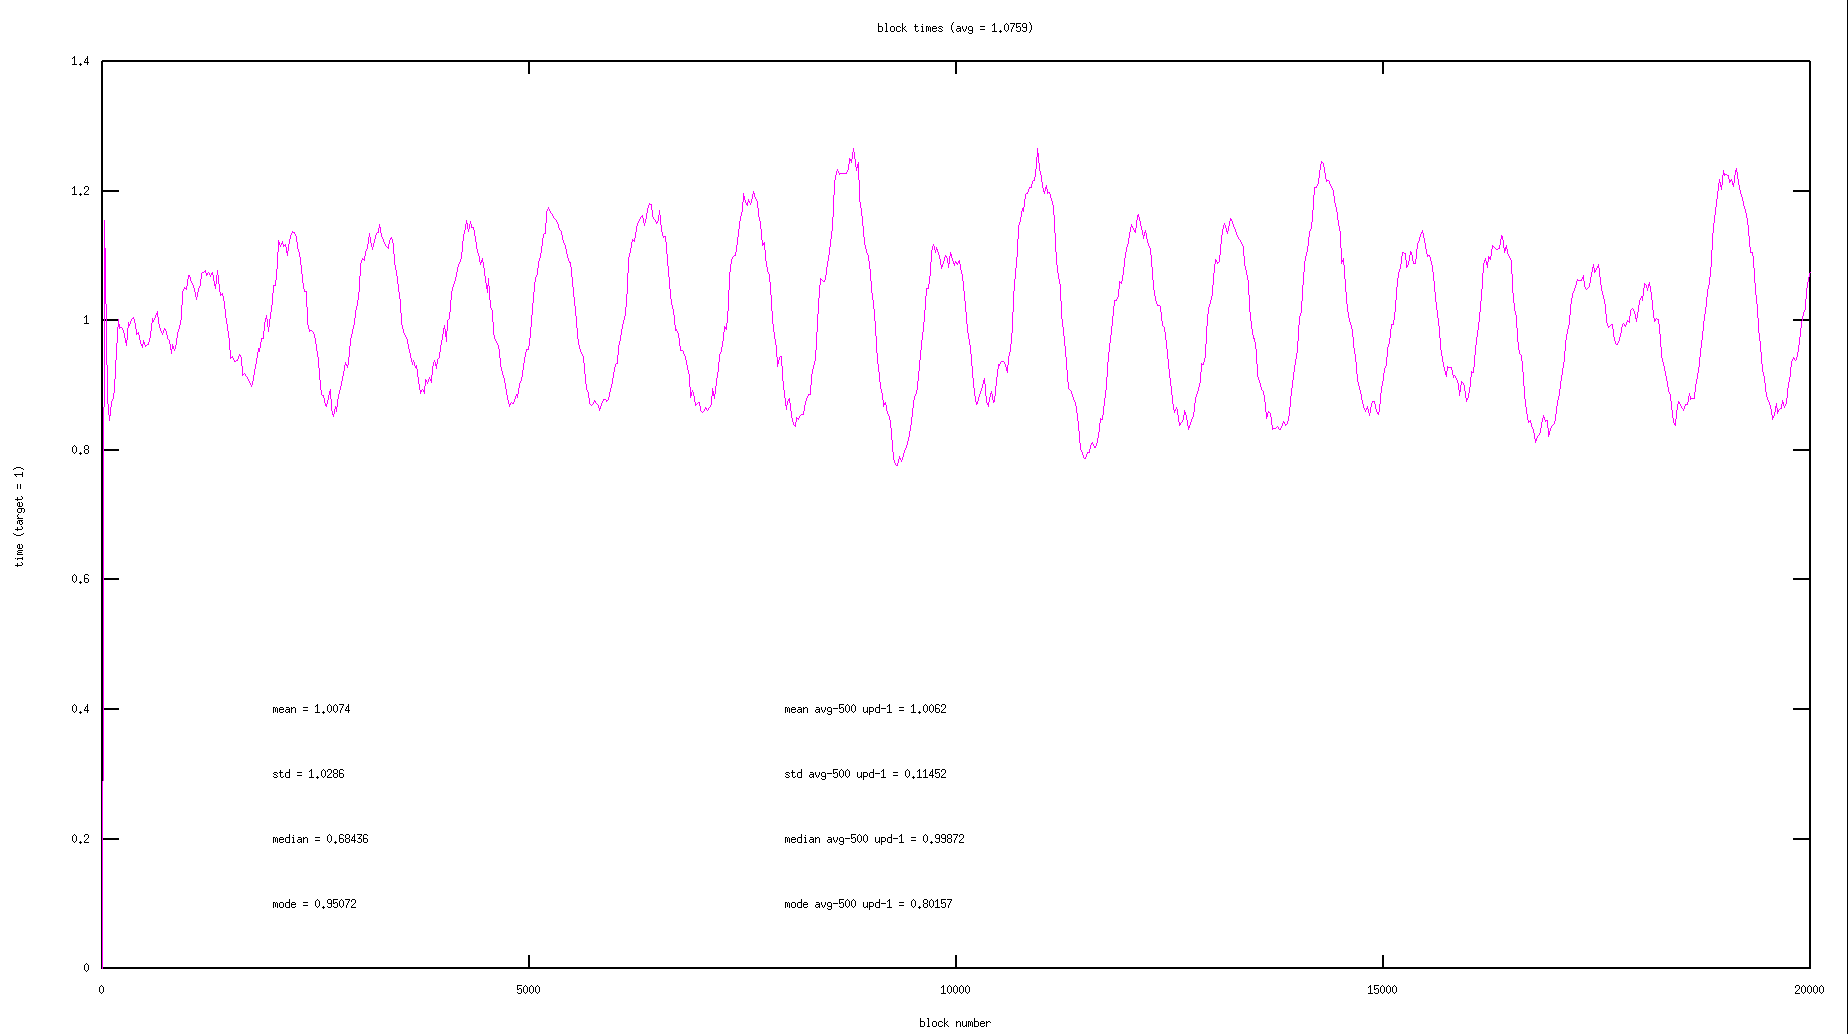 block times (avg = 1.0759)
1.4
1.2
1
0.8
0.6
0.4
0.2
0
time (target = 1)
mean = 1.0074
mean avg-500 upd-1 = 1.0062
std = 1.0286
std avg-500 upd-1 = 0.11452
median = 0.68436
median avg-500 upd-1 = 0.99872
mode = 0.95072
mode avg-500 upd-1 = 0.80157
0
5000
10000
15000
20000
block number